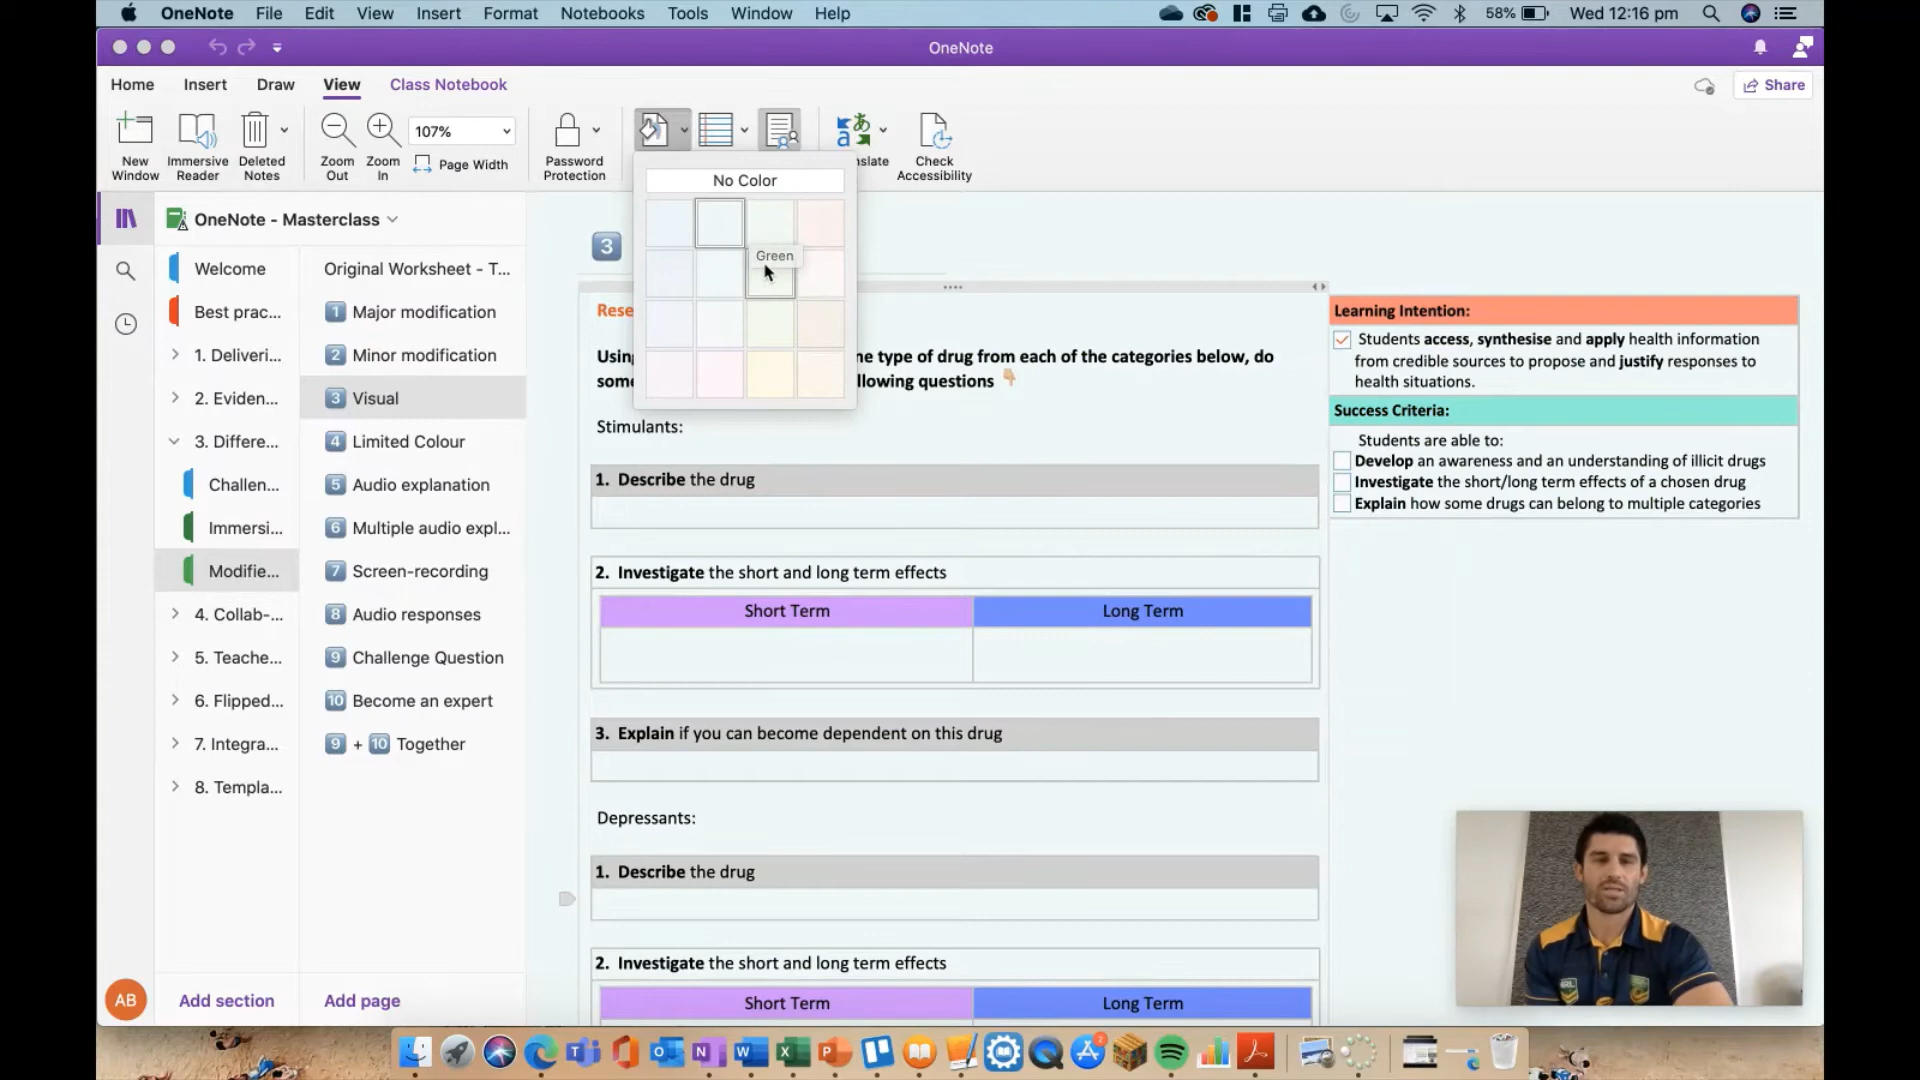 OneNote File Edit View Insert Format Notebooks Tools Window Help
58% Wed 12:16 pm
OneNote
Home Insert Draw View Class Notebook
Share
New Window
Immersive Reader
Deleted Notes
Zoom Out
Zoom In
107%
Page Width
Password Protection
slate
Check Accessibility
No Color
Green
OneNote - Masterclass
Welcome
Best prac...
1. Deliveri...
2. Eviden...
3. Differe...
Challen...
Immersi...
Modifie...
4. Collab-...
5. Teache...
6. Flipped...
7. Integra...
8. Templa...
Add section
AB
Original Worksheet - T...
1 Major modification
2 Minor modification
3 Visual
4 Limited Colour
5 Audio explanation
6 Multiple audio expl...
7 Screen-recording
8 Audio responses
9 Challenge Question
10 Become an expert
9 + 10 Together
Add page
3
Rese
Using
ne type of drug from each of the categories below, do
some
llowing questions
Stimulants:
1. Describe the drug
2. Investigate the short and long term effects
Short Term Long Term
3. Explain if you can become dependent on this drug
Depressants:
1. Describe the drug
2. Investigate the short and long term effects
Short Term Long Term
Learning Intention:
Students access, synthesise and apply health information
from credible sources to propose and justify responses to
health situations.
Success Criteria:
Students are able to:
Develop an awareness and an understanding of illicit drugs
Investigate the short/long term effects of a chosen drug
Explain how some drugs can belong to multiple categories